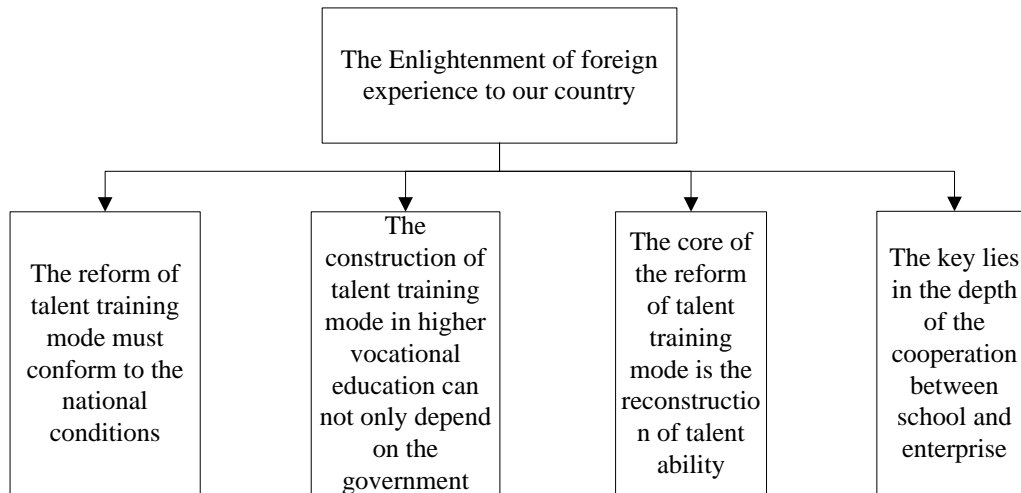 The Enlightenment of foreign
experience to our country
The reform of
talent training
mode must
conform to the
national
conditions
The
construction of
talent training
mode in higher
vocational
education can
not only depend
on the
government
The core of
the reform
of talent
training
mode is the
reconstructio
n of talent
ability
The key lies
in the depth
of the
cooperation
between
school and
enterprise